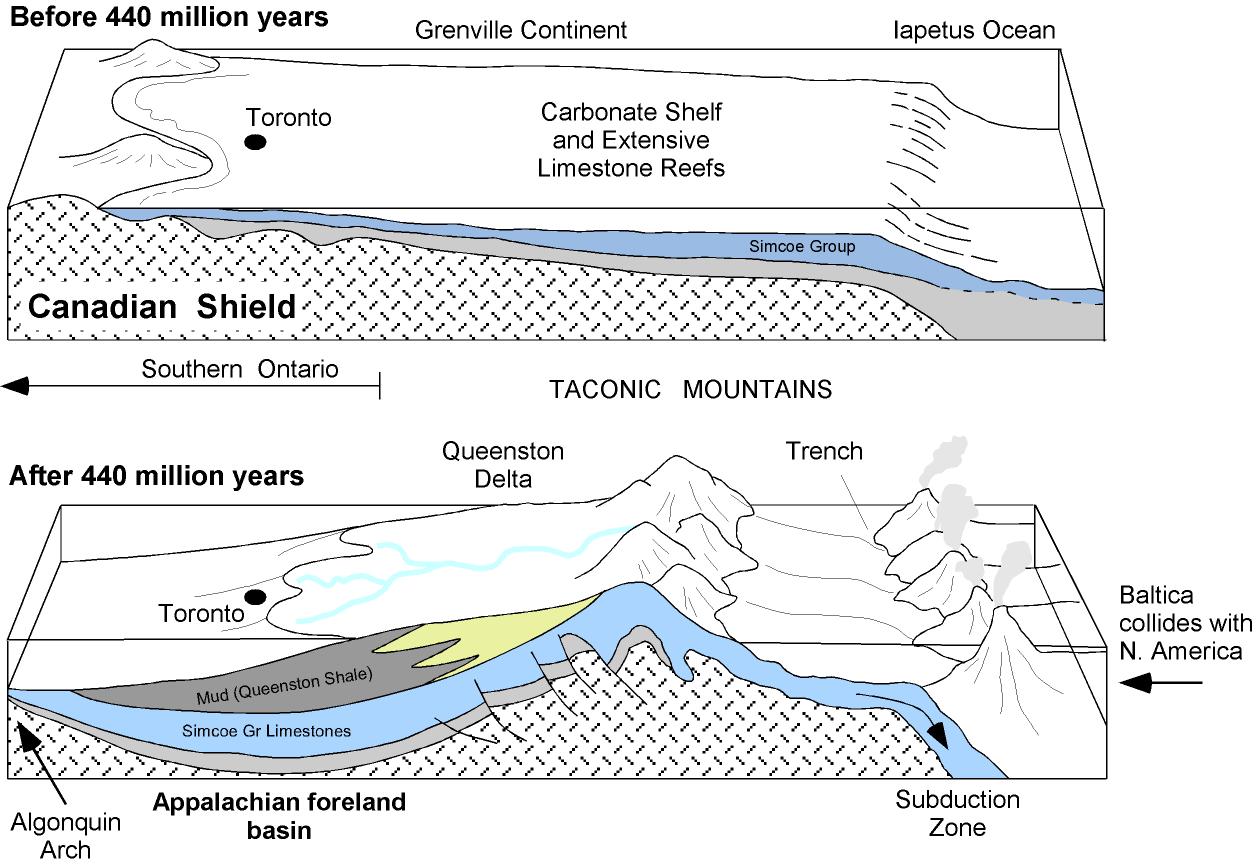 Before 440 million years
Grenville Continent
Iapetus Ocean
Toronto
Carbonate Shelf
and Extensive
Limestone Reefs
Simcoe Group
Canadian Shield
Southern Ontario
TACONIC MOUNTAINS
After 440 million years
Queenston
Delta
Trench
Toronto
Baltica
collides with
N. America
Mud (Queenston Shale)
Simcoe Gr Limestones
Algonquin
Arch
Appalachian foreland
basin
Subduction
Zone